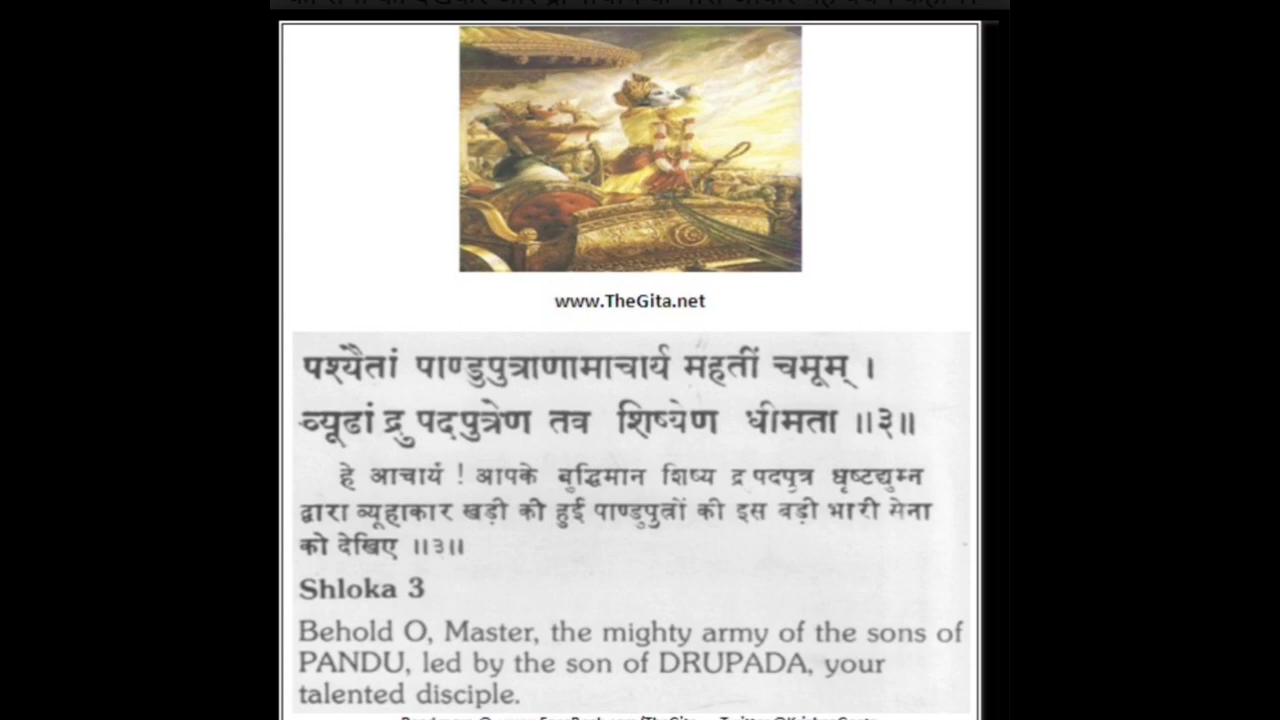 www.TheGita.net
पश्यैतां पाण्डुपुत्राणामाचार्य महतीं चमूम् ।
व्यूढां द्रुपदपुत्रेण तव शिष्येण धीमता ॥३॥
हे आचार्य ! आपके बुद्धिमान शिष्य द्रुपदपुत्र धृष्टद्युम्न
द्वारा व्यूहाकार खड़ी की हुई पाण्डुपुत्रों की इस बड़ी भारी सेना
को देखिए ॥३॥
Shloka 3
Behold O, Master, the mighty army of the sons of
PANDU, led by the son of DRUPADA, your
talented disciple.